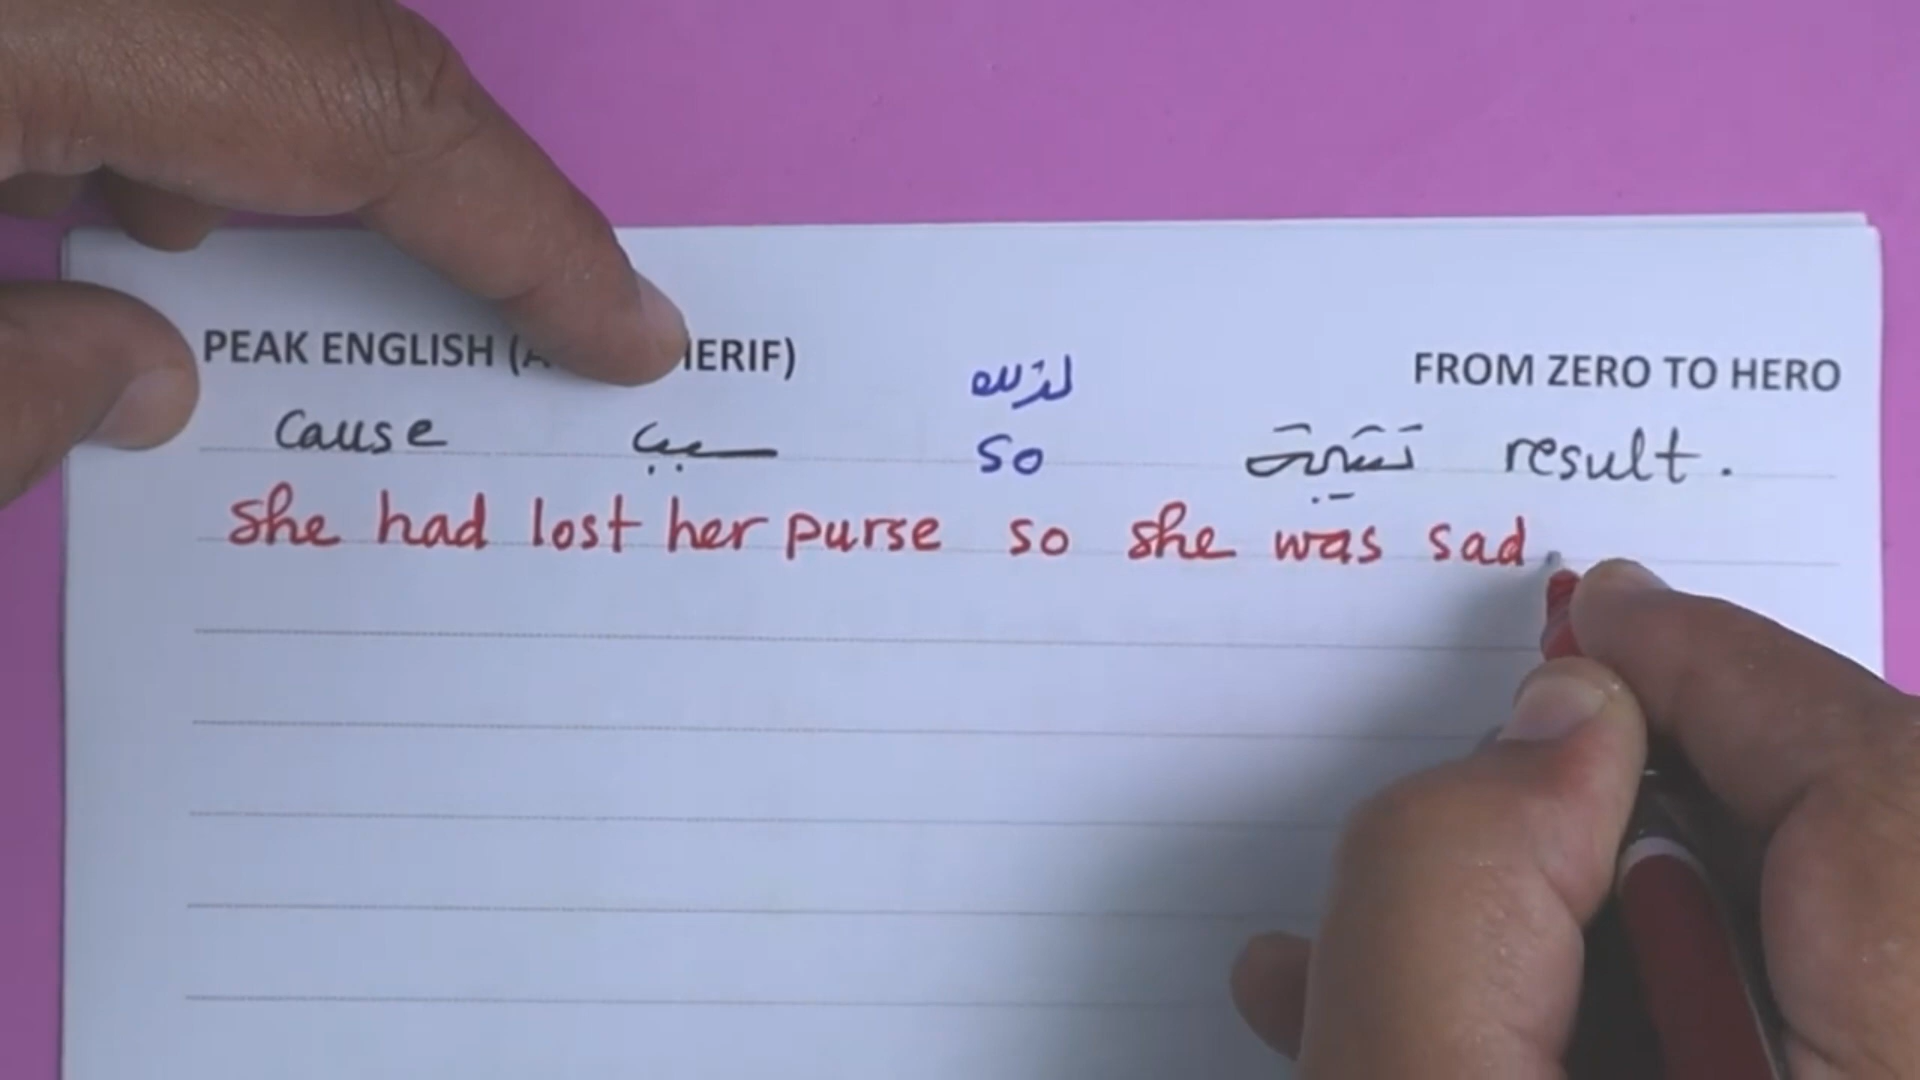 PEAK ENGLISH ( HERIF) FROM ZERO TO HERO
لذلك
Cause سبب so نتيجة result.
She had lost her purse so she was sad